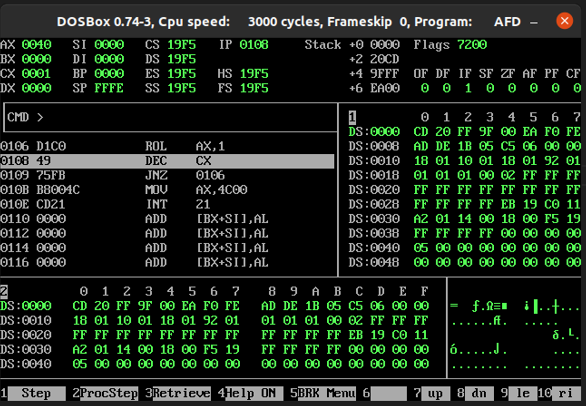 DOSBox 0.74-3, Cpu speed: 3000 cycles, Frameskip 0, Program: AFD
AX 0040 SI 0000 CS 19F5 IP 0108 Stack +0 0000 Flags 7200
BX 0000 DI 0000 DS 19F5 +2 20CD
CX 0001 BP 0000 ES 19F5 HS 19F5 +4 9FFF OF DF IF SF ZF AF PF CF
DX 0000 SP FFFE SS 19F5 FS 19F5 +6 EA00 0 0 1 0 0 0 0 0
CMD >
0106 D1C0 ROL AX,1
0108 49 DEC CX
0109 75FB JNZ 0106
010B B8004C MOV AX,4C00
010E CD21 INT 21
0110 0000 ADD [BX+SI],AL
0112 0000 ADD [BX+SI],AL
0114 0000 ADD [BX+SI],AL
0116 0000 ADD [BX+SI],AL
1 0 1 2 3 4 5 6 7
DS:0000 CD 20 FF 9F 00 EA F0 FE
DS:0008 AD DE 1B 05 C5 06 00 00
DS:0010 18 01 10 01 18 01 92 01
DS:0018 01 01 01 00 02 FF FF FF
DS:0020 FF FF FF FF FF FF FF FF
DS:0028 FF FF FF FF EB 19 C0 11
DS:0030 A2 01 14 00 18 00 F5 19
DS:0038 FF FF FF FF 00 00 00 00
DS:0040 05 00 00 00 00 00 00 00
DS:0048 00 00 00 00 00 00 00 00
2 0 1 2 3 4 5 6 7 8 9 A B C D E F
DS:0000 CD 20 FF 9F 00 EA F0 FE AD DE 1B 05 C5 06 00 00
DS:0010 18 01 10 01 18 01 92 01 01 01 01 00 02 FF FF FF
DS:0020 FF FF FF FF FF FF FF FF FF FF FF FF EB 19 C0 11
DS:0030 A2 01 14 00 18 00 F5 19 FF FF FF FF 00 00 00 00
DS:0040 05 00 00 00 00 00 00 00 00 00 00 00 00 00 00 00
1 Step 2 ProcStep 3 Retrieve 4 Help ON 5 BRK Menu 6 7 up 8 dn 9 le 10 ri